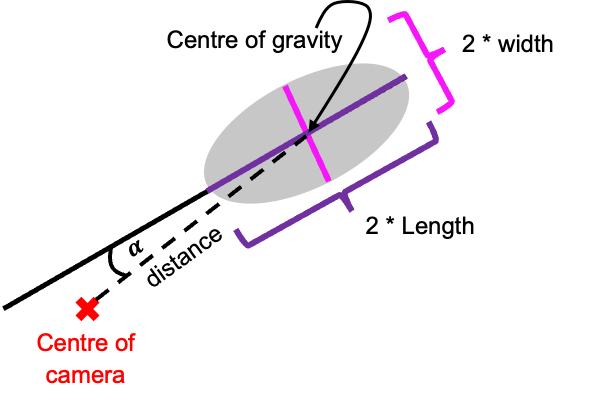 Centre of gravity
2 * width
2 * Length
α
distance
Centre of
camera